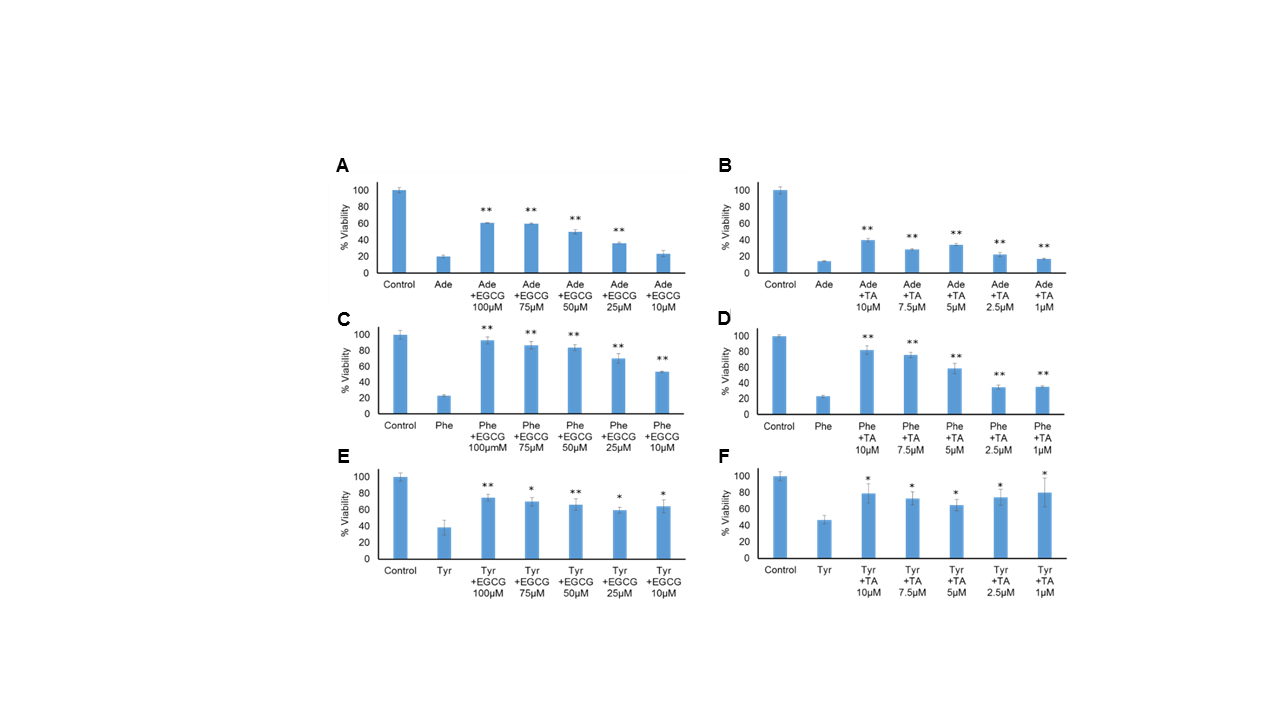 A
% Viability
100
80
60
40
20
0
**
**
**
**
Control
Ade
Ade +EGCG 100µM
Ade +EGCG 75µM
Ade +EGCG 50µM
Ade +EGCG 25µM
Ade +EGCG 10µM
B
% Viability
100
80
60
40
20
0
**
**
**
**
**
Control
Ade
Ade +TA 10µM
Ade +TA 7.5µM
Ade +TA 5µM
Ade +TA 2.5µM
Ade +TA 1µM
C
% Viability
100
80
60
40
20
0
**
**
**
**
**
Control
Phe
Phe +EGCG 100µmM
Phe +EGCG 75µM
Phe +EGCG 50µM
Phe +EGCG 25µM
Phe +EGCG 10µM
D
% Viability
100
80
60
40
20
0
**
**
**
**
**
Control
Phe
Phe +TA 10µM
Phe +TA 7.5µM
Phe +TA 5µM
Phe +TA 2.5µM
Phe +TA 1µM
E
% Viability
100
80
60
40
20
0
**
*
**
*
*
Control
Tyr
Tyr +EGCG 100µM
Tyr +EGCG 75µM
Tyr +EGCG 50µM
Tyr +EGCG 25µM
Tyr +EGCG 10µM
F
% Viability
100
80
60
40
20
0
*
*
*
*
*
Control
Tyr
Tyr +TA 10µM
Tyr +TA 7.5µM
Tyr +TA 5µM
Tyr +TA 2.5µM
Tyr +TA 1µM